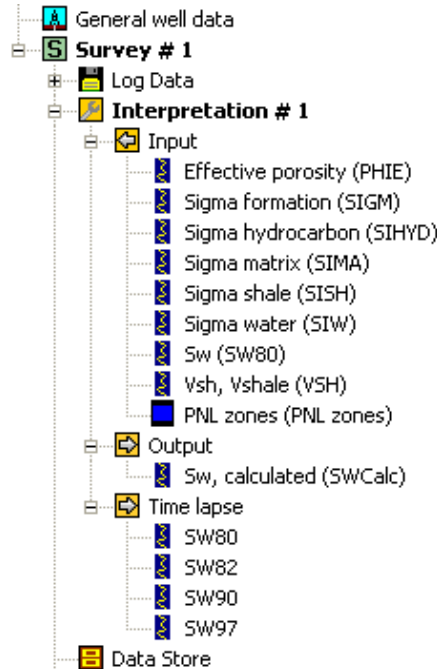 General well data
S Survey # 1
Log Data
Interpretation # 1
Input
Effective porosity (PHIE)
Sigma formation (SIGM)
Sigma hydrocarbon (SIHYD)
Sigma matrix (SIMA)
Sigma shale (SISH)
Sigma water (SIW)
Sw (SW80)
Vsh, Vshale (VSH)
PNL zones (PNL zones)
Output
Sw, calculated (SWCalc)
Time lapse
SW80
SW82
SW90
SW97
Data Store